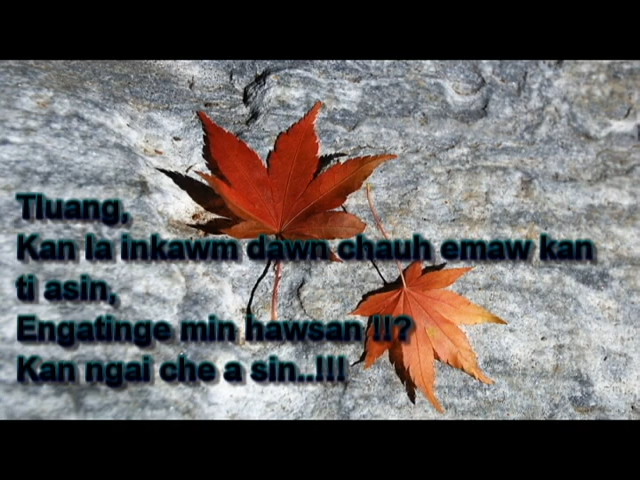 Tluang,
Kan la inkawm dawn chauh emaw kan
ti asin,
Engatinge min hawsan !!?
Kan ngai che a sin..!!!